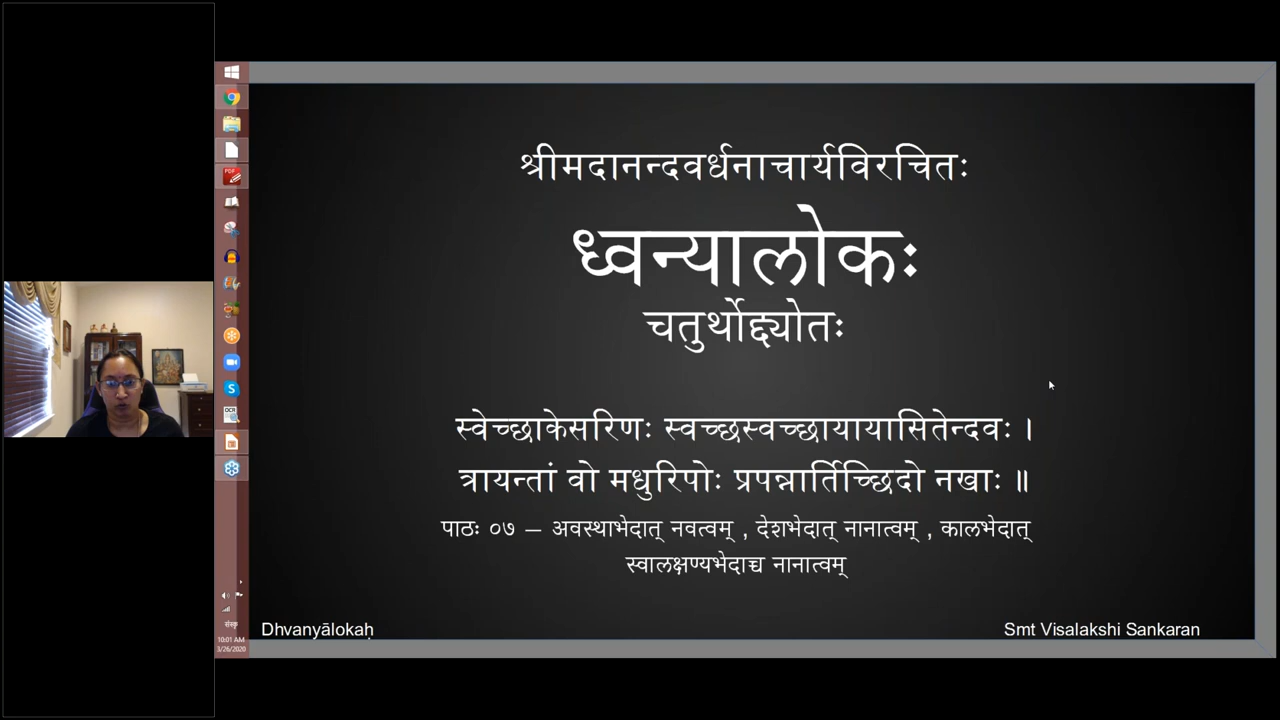 श्रीमदानन्दवर्धनाचार्यविरचितः
ध्वन्यालोकः
चतुर्थोद्द्योतः
स्वेच्छाकेसरिणः स्वच्छस्वच्छायायासितेन्दवः ।
त्रायन्तां वो मधुरिपोः प्रपन्नार्तिच्छिदो नखाः ॥
पाठः ०७ – अवस्थाभेदात् नवत्वम् , देशभेदात् नानात्वम् , कालभेदात्
स्वालक्षण्यभेदाच्च नानात्वम्
Dhvanyālokaḥ
Smt Visalakshi Sankaran
PDF
OCR
संस्कृ
10:01 AM
3/26/2020